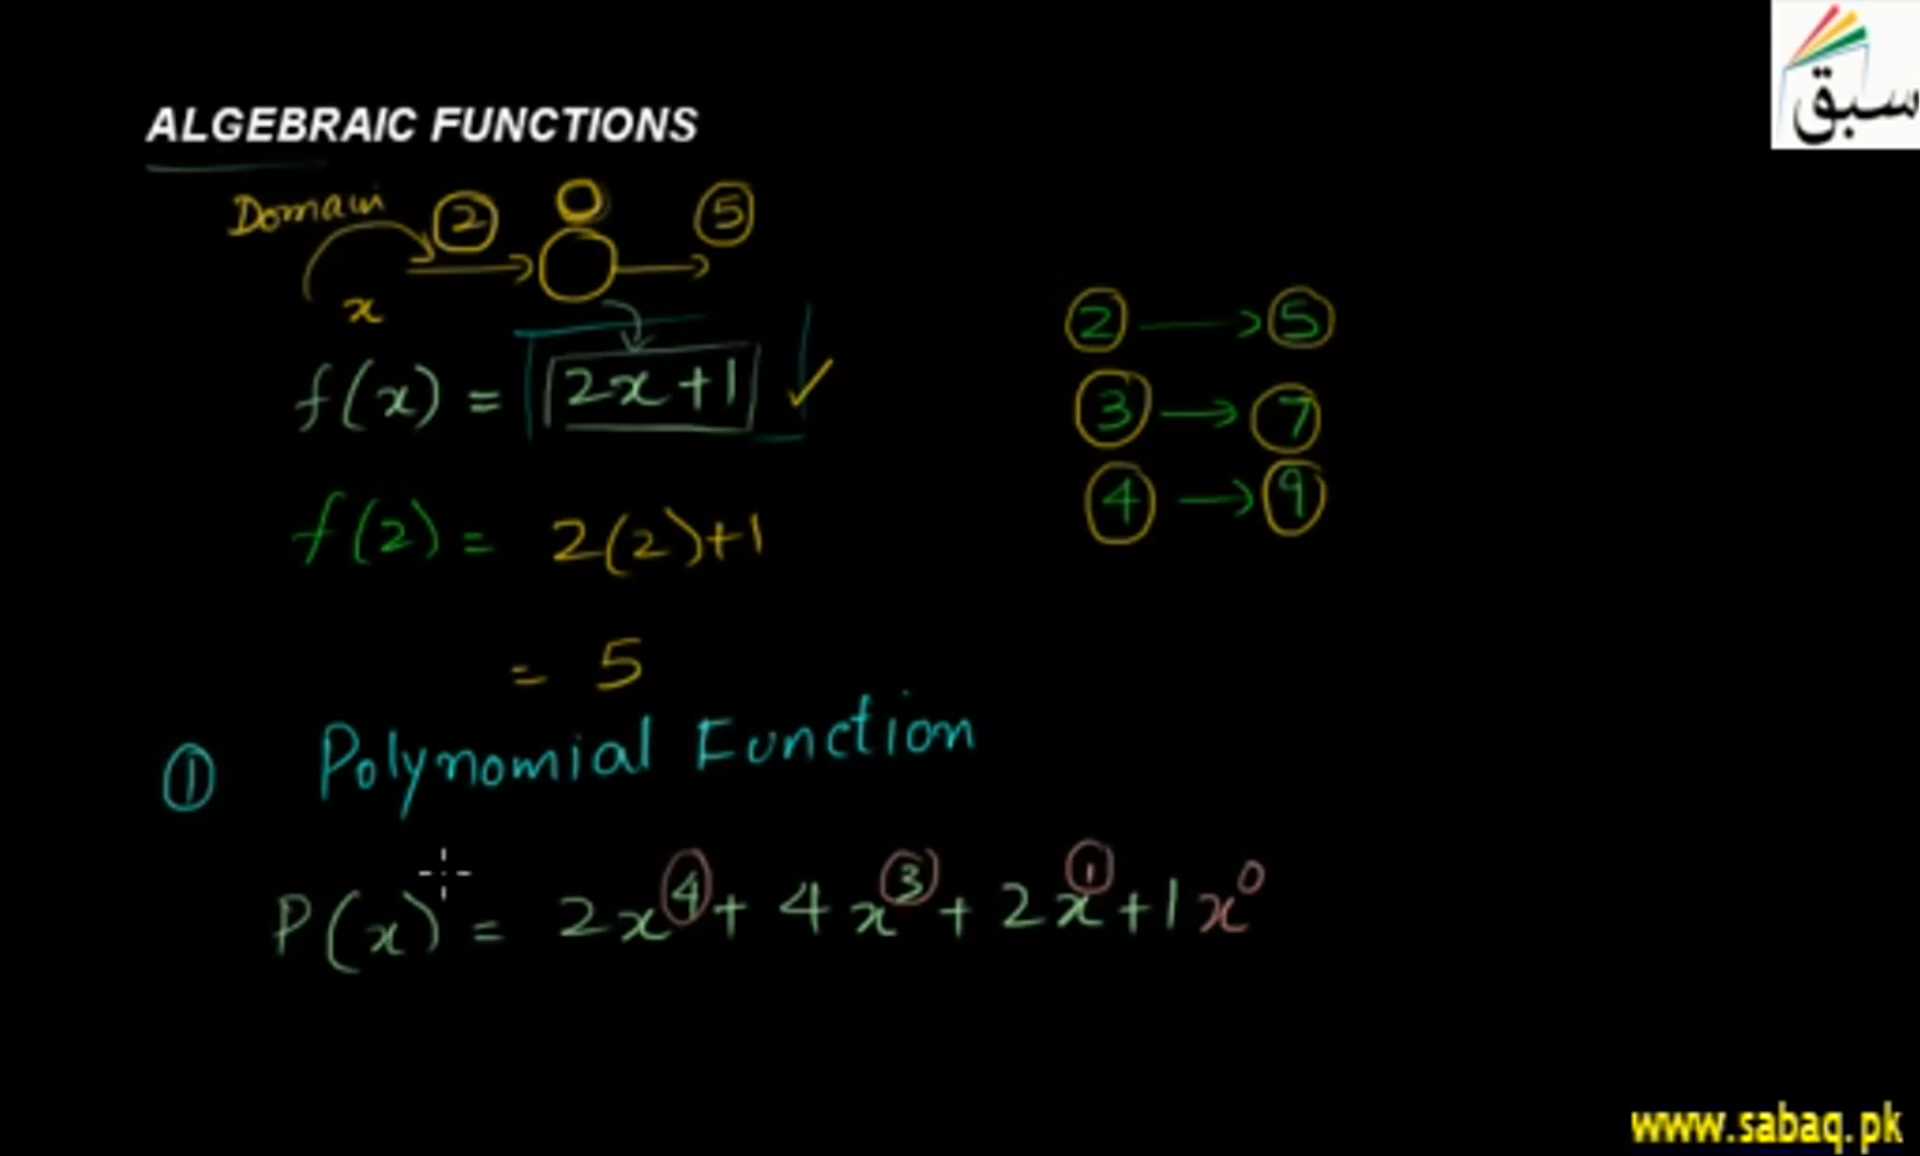 سبق
ALGEBRAIC FUNCTIONS
Domain
2 5
x
f(x) = 2x+1
f(2) = 2(2)+1
= 5
2 → 5
3 → 7
4 → 9
① Polynomial Function
P(x) = 2x⁴ + 4x³ + 2x¹ + 1x⁰
www.sabaq.pk